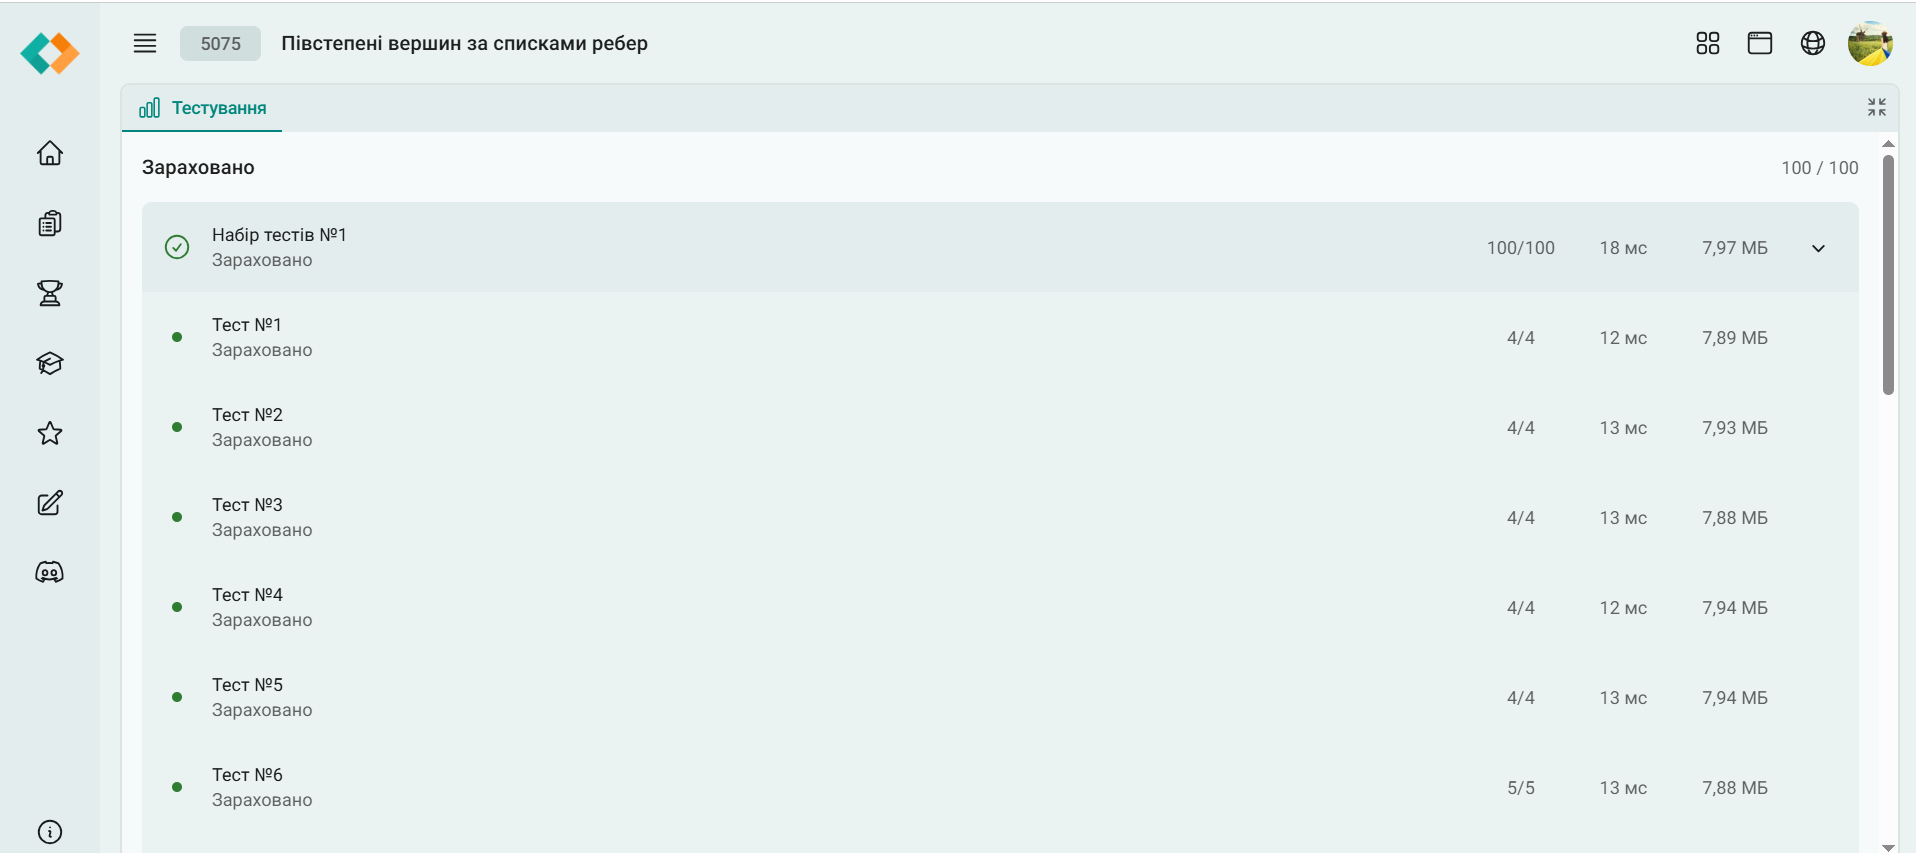 5075 Півстепені вершин за списками ребер
Тестування
Зараховано 100 / 100
Набір тестів №1
Зараховано
100/100 18 мс 7,97 МБ
Тест №1
Зараховано
4/4 12 мс 7,89 МБ
Тест №2
Зараховано
4/4 13 мс 7,93 МБ
Тест №3
Зараховано
4/4 13 мс 7,88 МБ
Тест №4
Зараховано
4/4 12 мс 7,94 МБ
Тест №5
Зараховано
4/4 13 мс 7,94 МБ
Тест №6
Зараховано
5/5 13 мс 7,88 МБ